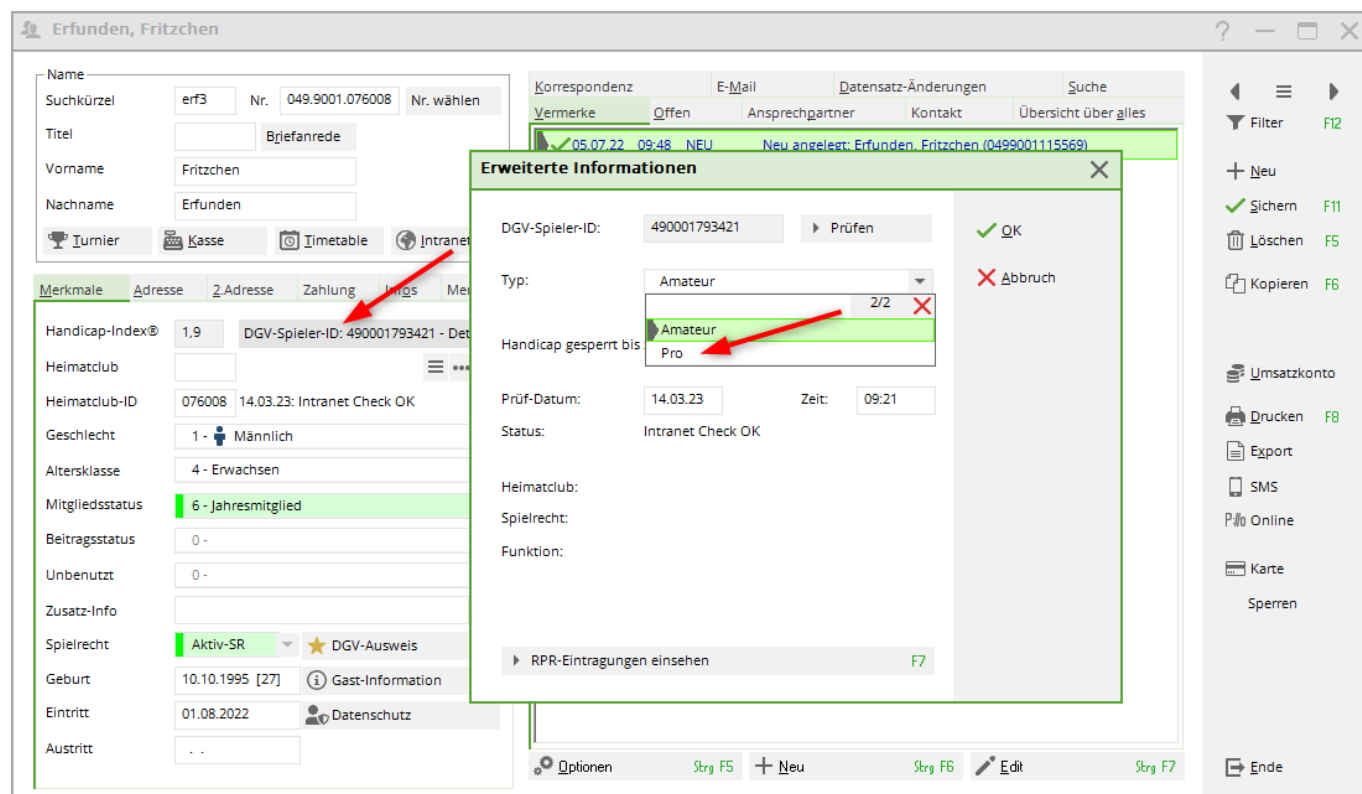 Erfunden, Fritzchen
Name
Suchkürzel erf3 Nr. 049.9001.076008 Nr. wählen
Titel Briefanrede
Vorname Fritzchen
Nachname Erfunden
Turnier Kasse Timetable Intranet
Merkmale Adresse 2.Adresse Zahlung Infos Mer
Handicap-Index® 1,9 DGV-Spieler-ID: 490001793421 - Det
Heimatclub
Heimatclub-ID 076008 14.03.23: Intranet Check OK
Geschlecht 1 - Männlich
Altersklasse 4 - Erwachsen
Mitgliedsstatus 6 - Jahresmitglied
Beitragsstatus 0 -
Unbenutzt 0 -
Zusatz-Info
Spielrecht Aktiv-SR DGV-Ausweis
Geburt 10.10.1995 [27] Gast-Information
Eintritt 01.08.2022 Datenschutz
Austritt . .
Korrespondenz E-Mail Datensatz-Änderungen Suche
Vermerke Offen Ansprechpartner Kontakt Übersicht über alles
05.07.22 09:48 NEU Neu angelegt: Erfunden, Fritzchen (0499001115569)
Erweiterte Informationen
DGV-Spieler-ID: 490001793421 Prüfen
Typ: Amateur
2/2
Amateur
Pro
Handicap gesperrt bis
Prüf-Datum: 14.03.23 Zeit: 09:21
Status: Intranet Check OK
Heimatclub:
Spielrecht:
Funktion:
RPR-Eintragungen einsehen F7
OK
Abbruch
Optionen Strg F5 Neu Strg F6 Edit Strg F7
?
Filter F12
Neu
Sichern F11
Löschen F5
Kopieren F6
Umsatzkonto
Drucken F8
Export
SMS
P:// Online
Karte
Sperren
Ende